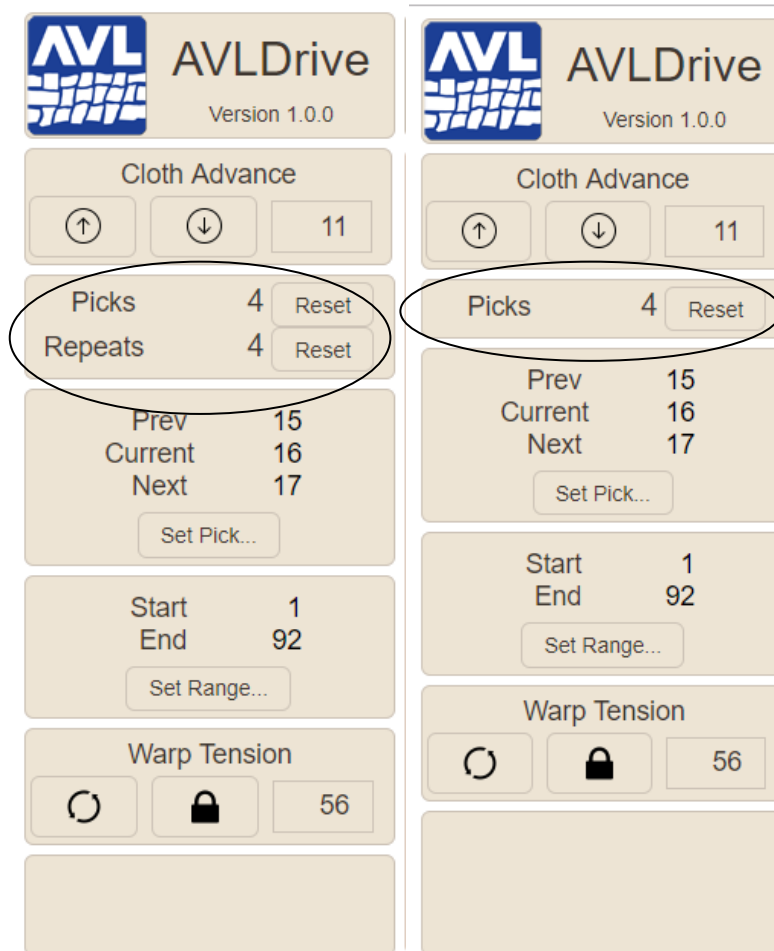 AVL
AVLDrive
Version 1.0.0
Cloth Advance
11
Picks 4 Reset
Repeats 4 Reset
Prev 15
Current 16
Next 17
Set Pick...
Start 1
End 92
Set Range...
Warp Tension
56
AVL
AVLDrive
Version 1.0.0
Cloth Advance
11
Picks 4 Reset
Prev 15
Current 16
Next 17
Set Pick...
Start 1
End 92
Set Range...
Warp Tension
56